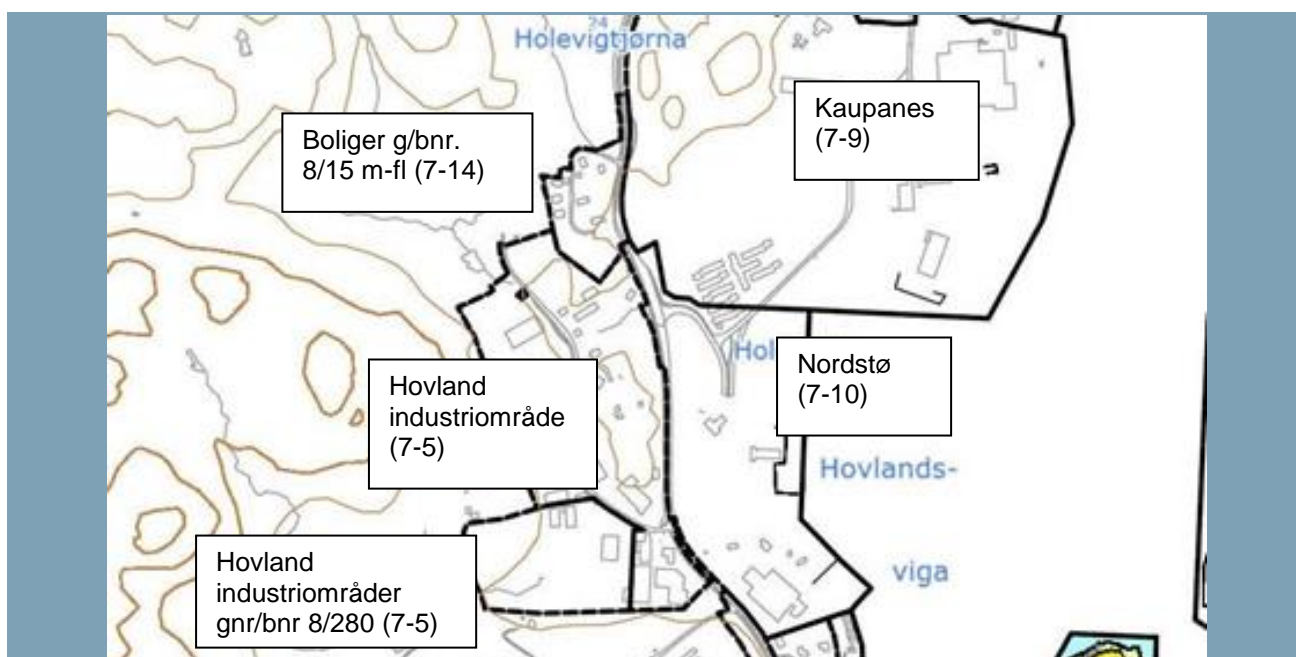 24
Holevigtjørna
Kaupanes
(7-9)
Boliger g/bnr.
8/15 m-fl (7-14)
Hol
Nordstø
(7-10)
Hovland
industriområde
(7-5)
Hovlands-
viga
Hovland
industriområder
gnr/bnr 8/280 (7-5)